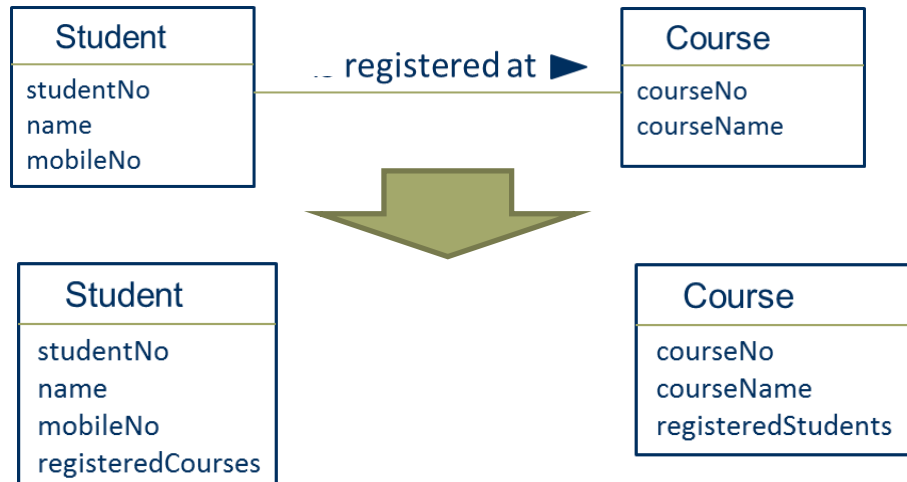 Student
studentNo
name
mobileNo
registered at
Course
courseNo
courseName
Student
studentNo
name
mobileNo
registeredCourses
Course
courseNo
courseName
registeredStudents